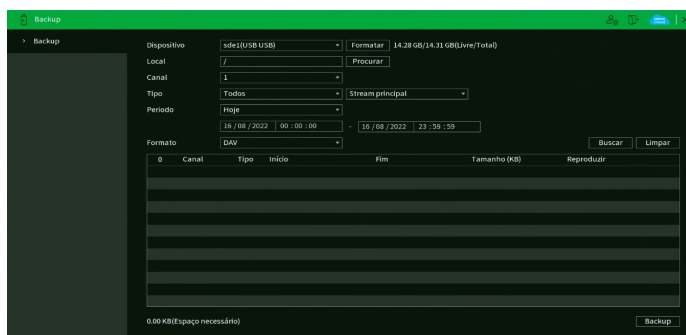 Backup
> Backup
Dispositivo sde1(USB USB) Formatar 14.28 GB/14.31 GB(Livre/Total)
Local / Procurar
Canal 1
Tipo Todos Stream principal
Periodo Hoje
16 / 08 / 2022 00 : 00 : 00 - 16 / 08 / 2022 23 : 59 : 59
Formato DAV Buscar Limpar
0 Canal Tipo Início Fim Tamanho (KB) Reproduzir
0.00 KB(Espaço necessário) Backup